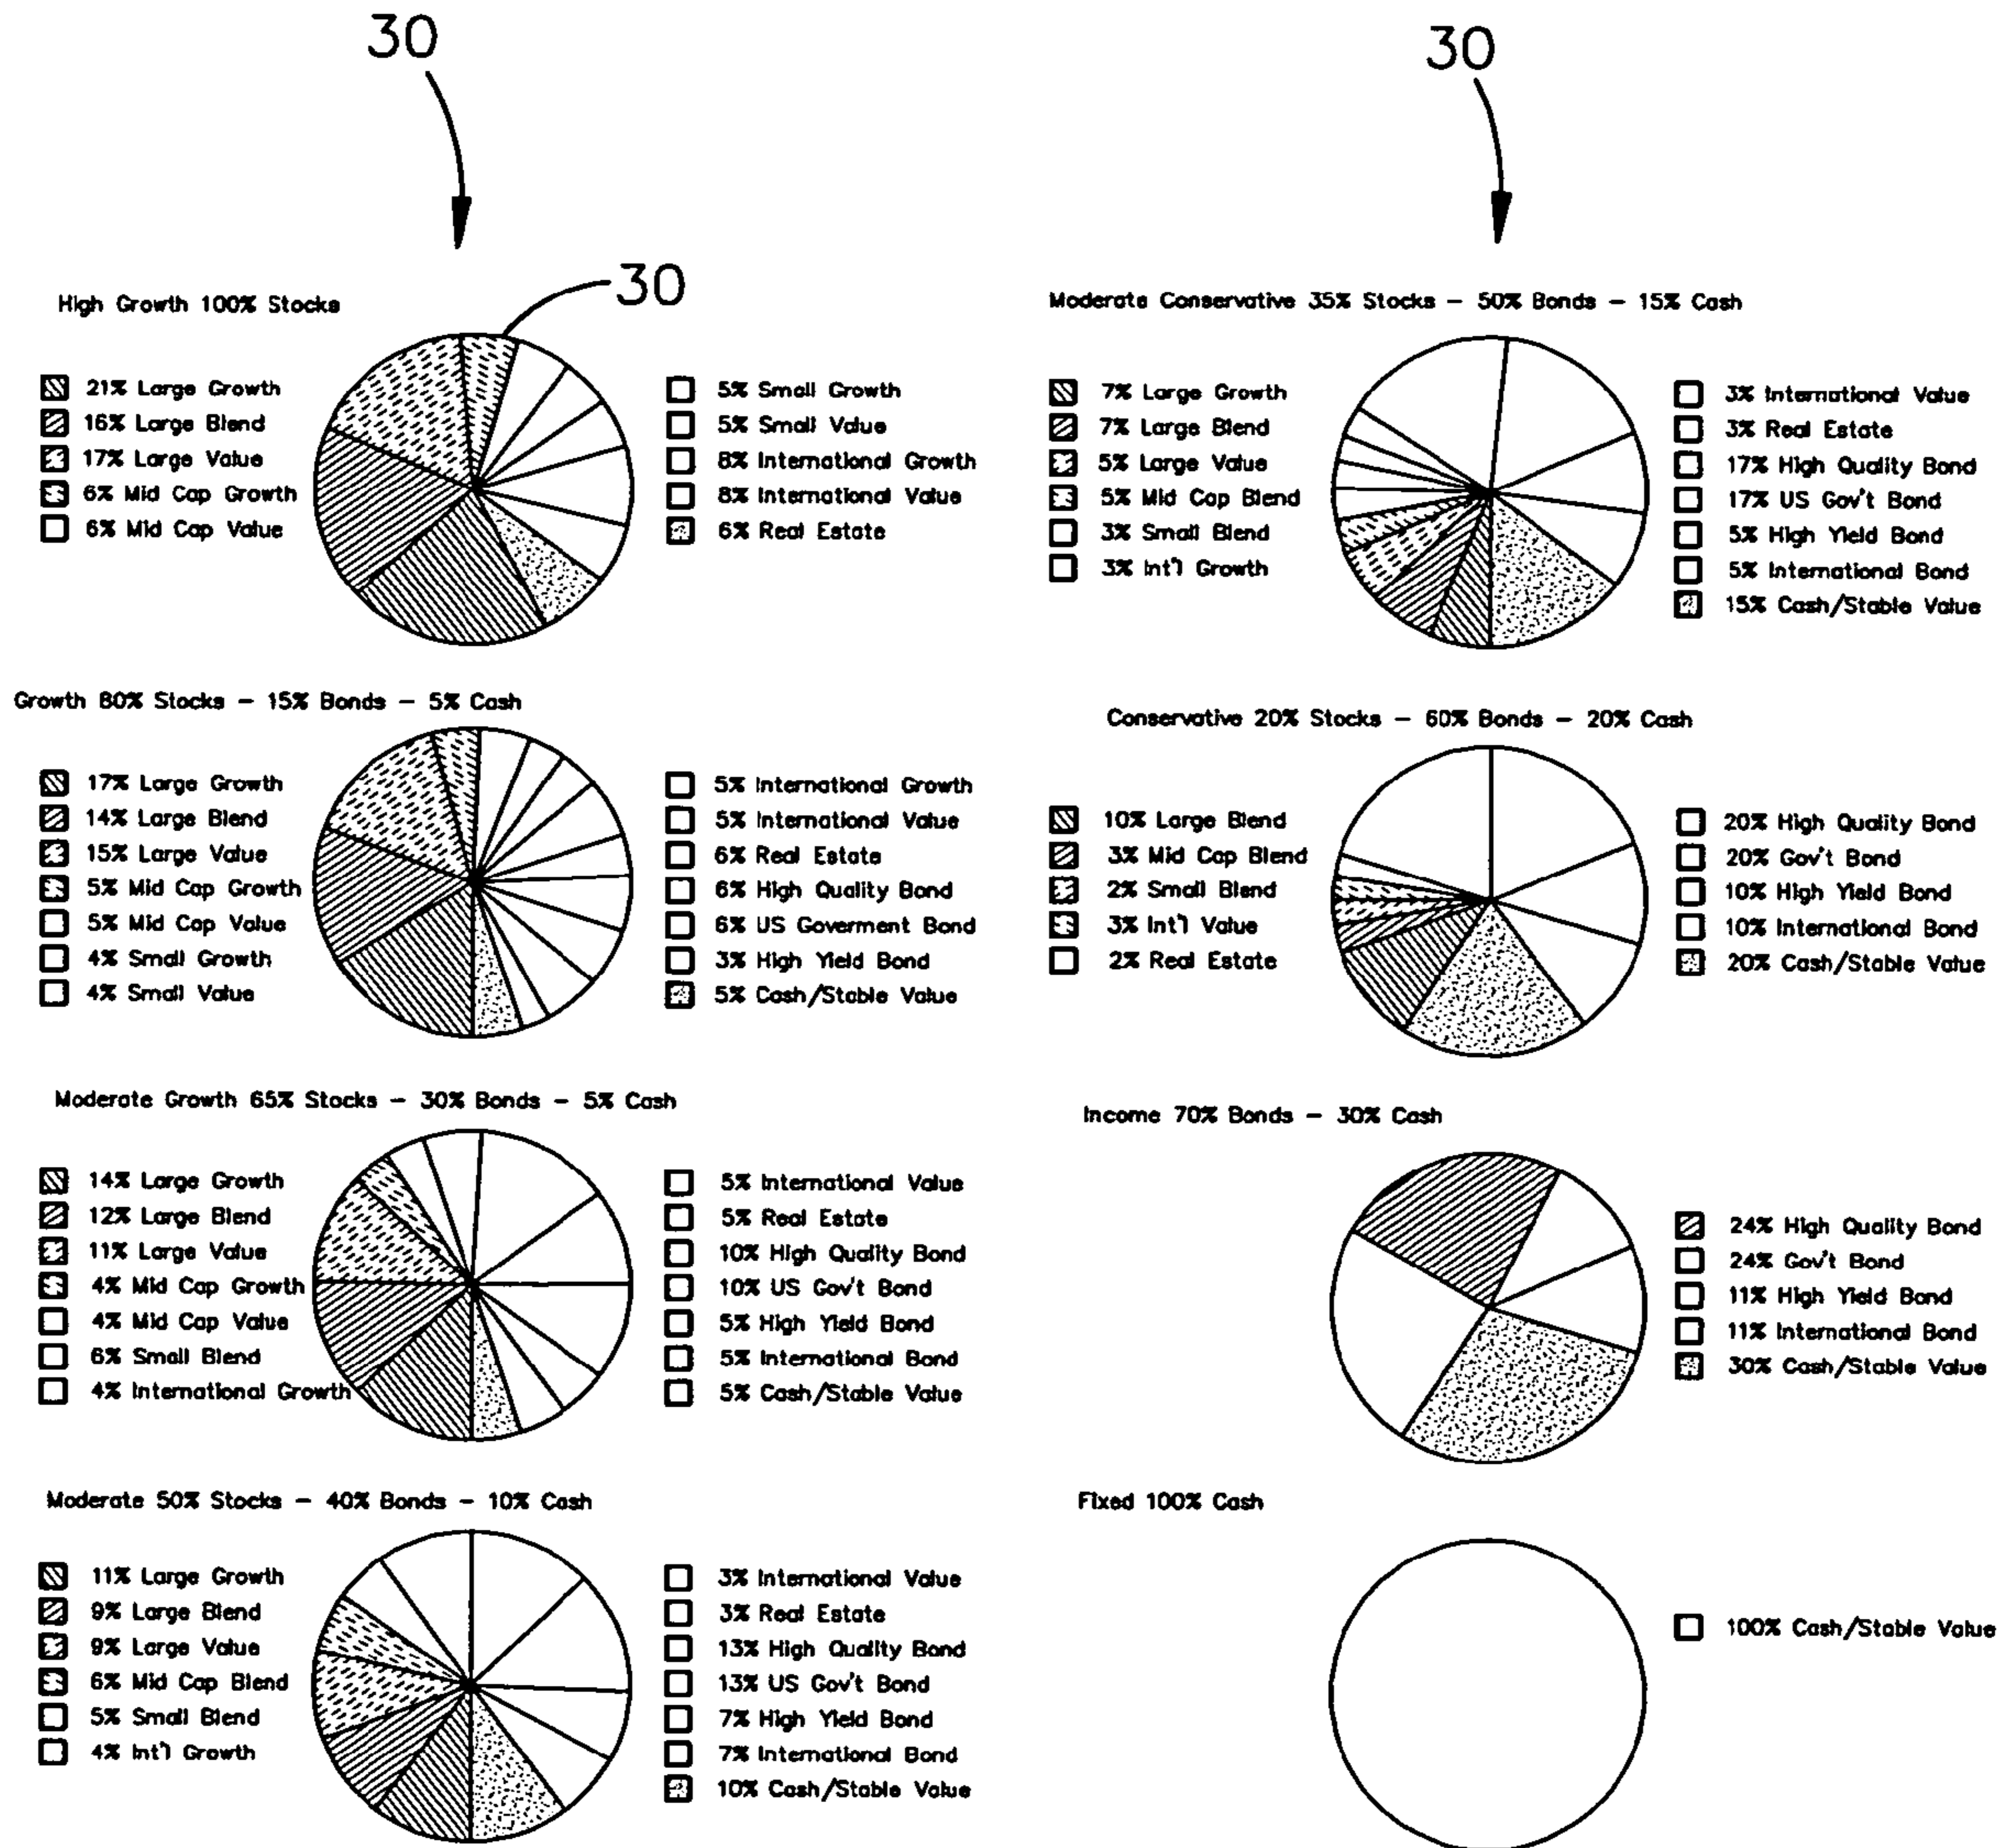 30
30
30
High Growth 100% Stocks
21% Large Growth
16% Large Blend
17% Large Value
6% Mid Cap Growth
6% Mid Cap Value
5% Small Growth
5% Small Value
8% International Growth
8% International Value
6% Real Estate
Growth 80% Stocks – 15% Bonds – 5% Cash
17% Large Growth
14% Large Blend
15% Large Value
5% Mid Cap Growth
5% Mid Cap Value
4% Small Growth
4% Small Value
5% International Growth
5% International Value
6% Real Estate
6% High Quality Bond
6% US Goverment Bond
3% High Yield Bond
5% Cash/Stable Value
Moderate Growth 65% Stocks – 30% Bonds – 5% Cash
14% Large Growth
12% Large Blend
11% Large Value
4% Mid Cap Growth
4% Mid Cap Value
6% Small Blend
4% International Growth
5% International Value
5% Real Estate
10% High Quality Bond
10% US Gov't Bond
5% High Yield Bond
5% International Bond
5% Cash/Stable Value
Moderate 50% Stocks – 40% Bonds – 10% Cash
11% Large Growth
9% Large Blend
9% Large Value
6% Mid Cap Blend
5% Small Blend
4% Int'l Growth
3% International Value
3% Real Estate
13% High Quality Bond
13% US Gov't Bond
7% High Yield Bond
7% International Bond
10% Cash/Stable Value
Moderate Conservative 35% Stocks – 50% Bonds – 15% Cash
7% Large Growth
7% Large Blend
5% Large Value
5% Mid Cap Blend
3% Small Blend
3% Int'l Growth
3% International Value
3% Real Estate
17% High Quality Bond
17% US Gov't Bond
5% High Yield Bond
5% International Bond
15% Cash/Stable Value
Conservative 20% Stocks – 60% Bonds – 20% Cash
10% Large Blend
3% Mid Cap Blend
2% Small Blend
3% Int'l Value
2% Real Estate
20% High Quality Bond
20% Gov't Bond
10% High Yield Bond
10% International Bond
20% Cash/Stable Value
Income 70% Bonds – 30% Cash
24% High Quality Bond
24% Gov't Bond
11% High Yield Bond
11% International Bond
30% Cash/Stable Value
Fixed 100% Cash
100% Cash/Stable Value